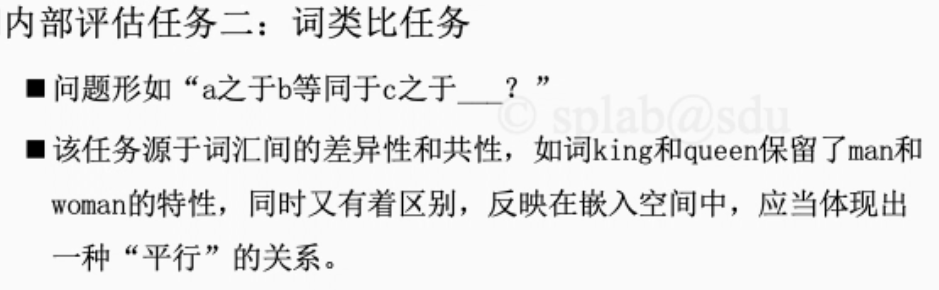 内部评估任务二：词类比任务
■问题形如“a之于b等同于c之于___？”
© splab@sdu
■该任务源于词汇间的差异性和共性，如词king和queen保留了man和
woman的特性，同时又有着区别，反映在嵌入空间中，应当体现出
一种“平行”的关系。